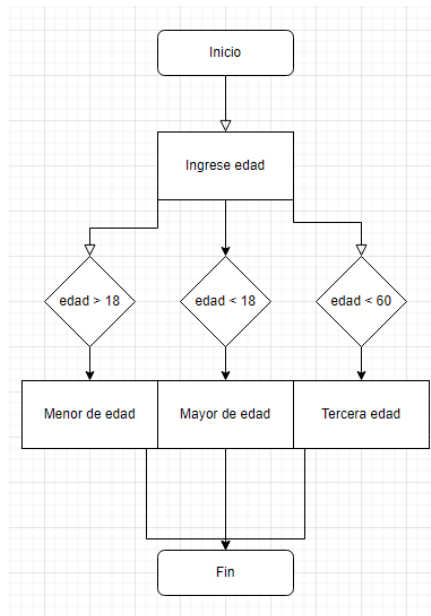 Inicio
Ingrese edad
edad > 18
edad < 18
edad < 60
Menor de edad
Mayor de edad
Tercera edad
Fin